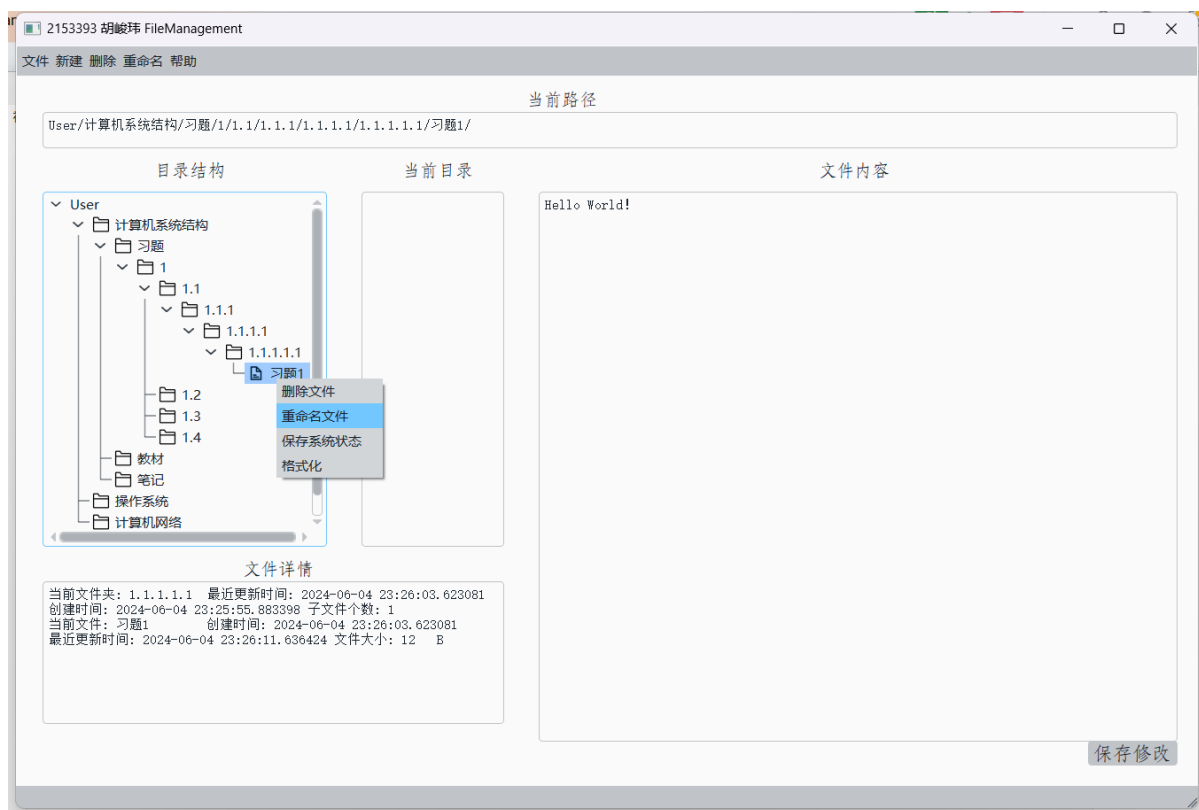 2153393 胡峻玮 FileManagement
文件 新建 删除 重命名 帮助
当前路径
User/计算机系统结构/习题/1/1.1/1.1.1/1.1.1.1/1.1.1.1.1/习题1/
目录结构
当前目录
文件内容
User
计算机系统结构
习题
1
1.1
1.1.1
1.1.1.1
1.1.1.1.1
习题1
1.2
1.3
1.4
教材
笔记
操作系统
计算机网络
删除文件
重命名文件
保存系统状态
格式化
Hello World!
文件详情
当前文件夹: 1.1.1.1.1 最近更新时间: 2024-06-04 23:26:03.623081
创建时间: 2024-06-04 23:25:55.883398 子文件个数: 1
当前文件: 习题1 创建时间: 2024-06-04 23:26:03.623081
最近更新时间: 2024-06-04 23:26:11.636424 文件大小: 12 B
保存修改